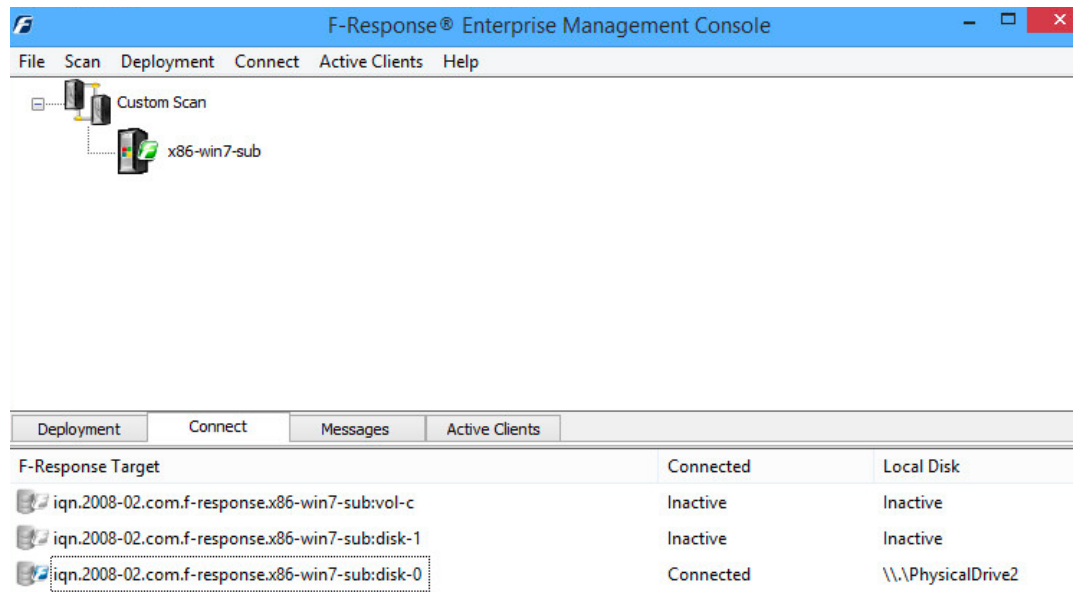 F-Response® Enterprise Management Console
File Scan Deployment Connect Active Clients Help
Custom Scan
x86-win7-sub
Deployment Connect Messages Active Clients
F-Response Target Connected Local Disk
iqn.2008-02.com.f-response.x86-win7-sub:vol-c Inactive Inactive
iqn.2008-02.com.f-response.x86-win7-sub:disk-1 Inactive Inactive
iqn.2008-02.com.f-response.x86-win7-sub:disk-0 Connected \\.\PhysicalDrive2